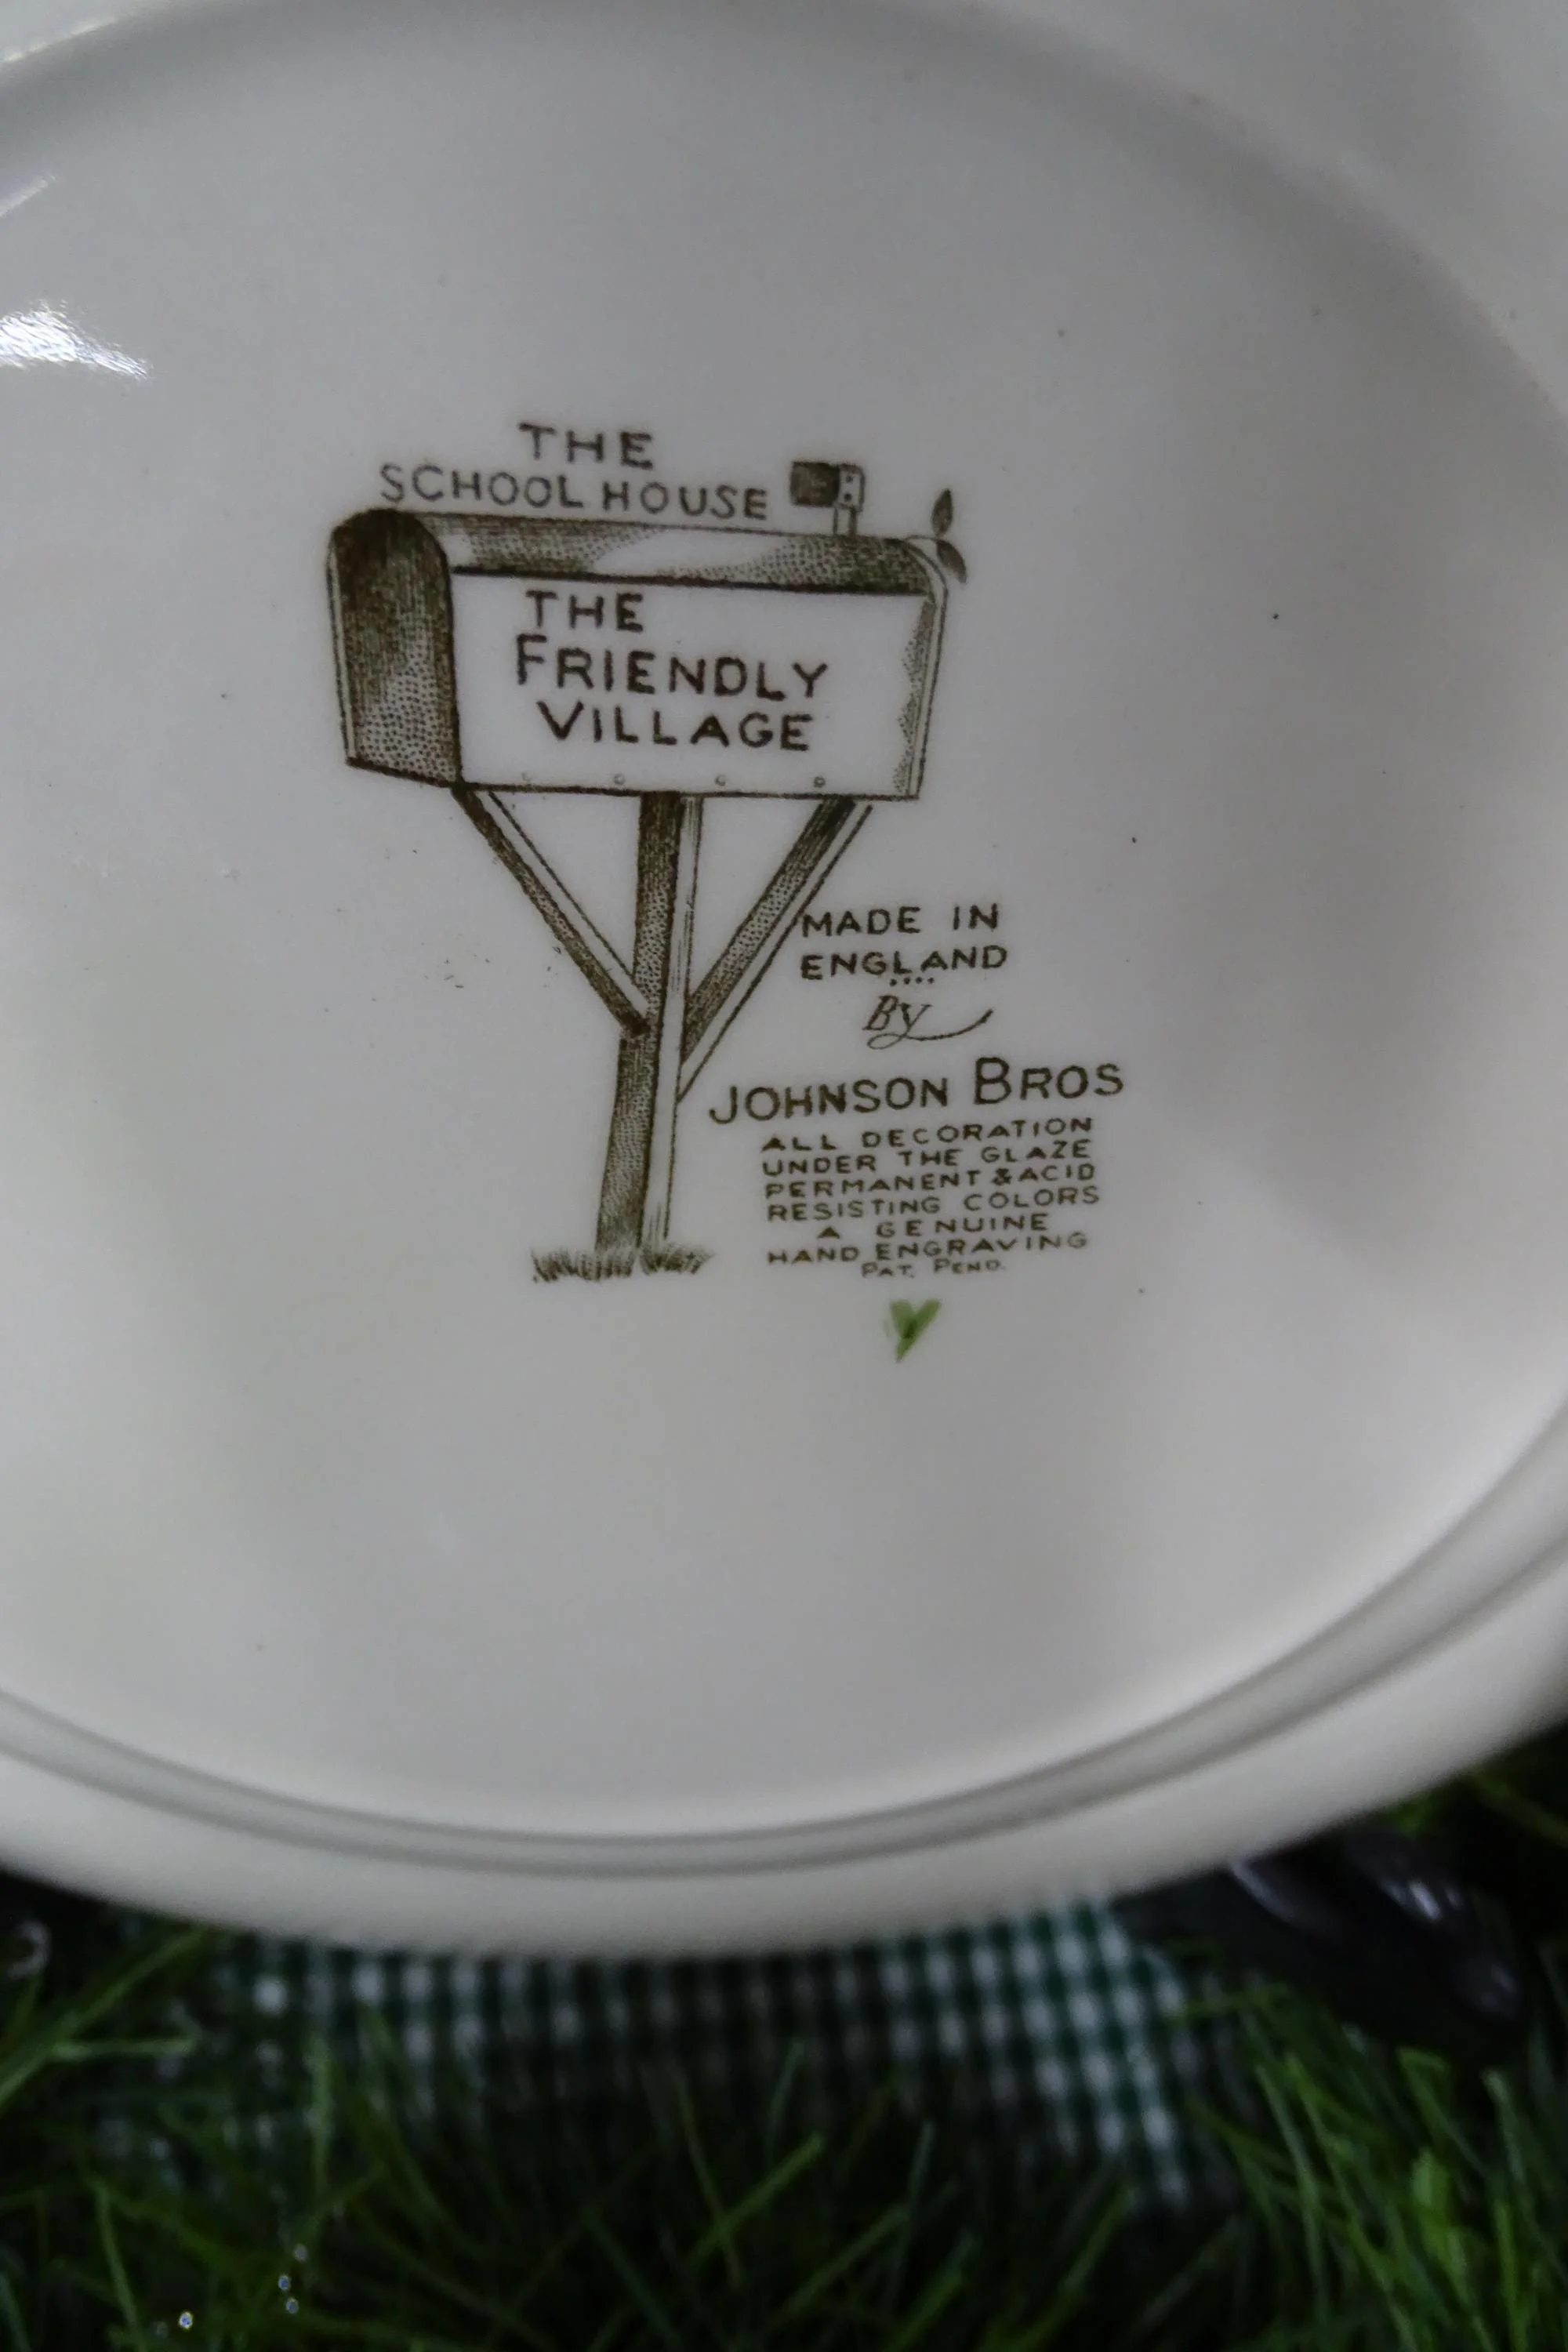 THE
SCHOOL HOUSE
THE
FRIENDLY
VILLAGE
MADE IN
ENGLAND
By
JOHNSON BROS
ALL DECORATION
UNDER THE GLAZE
PERMANENT & ACID
RESISTING COLORS
A GENUINE
HAND ENGRAVING
PAT. PEND.